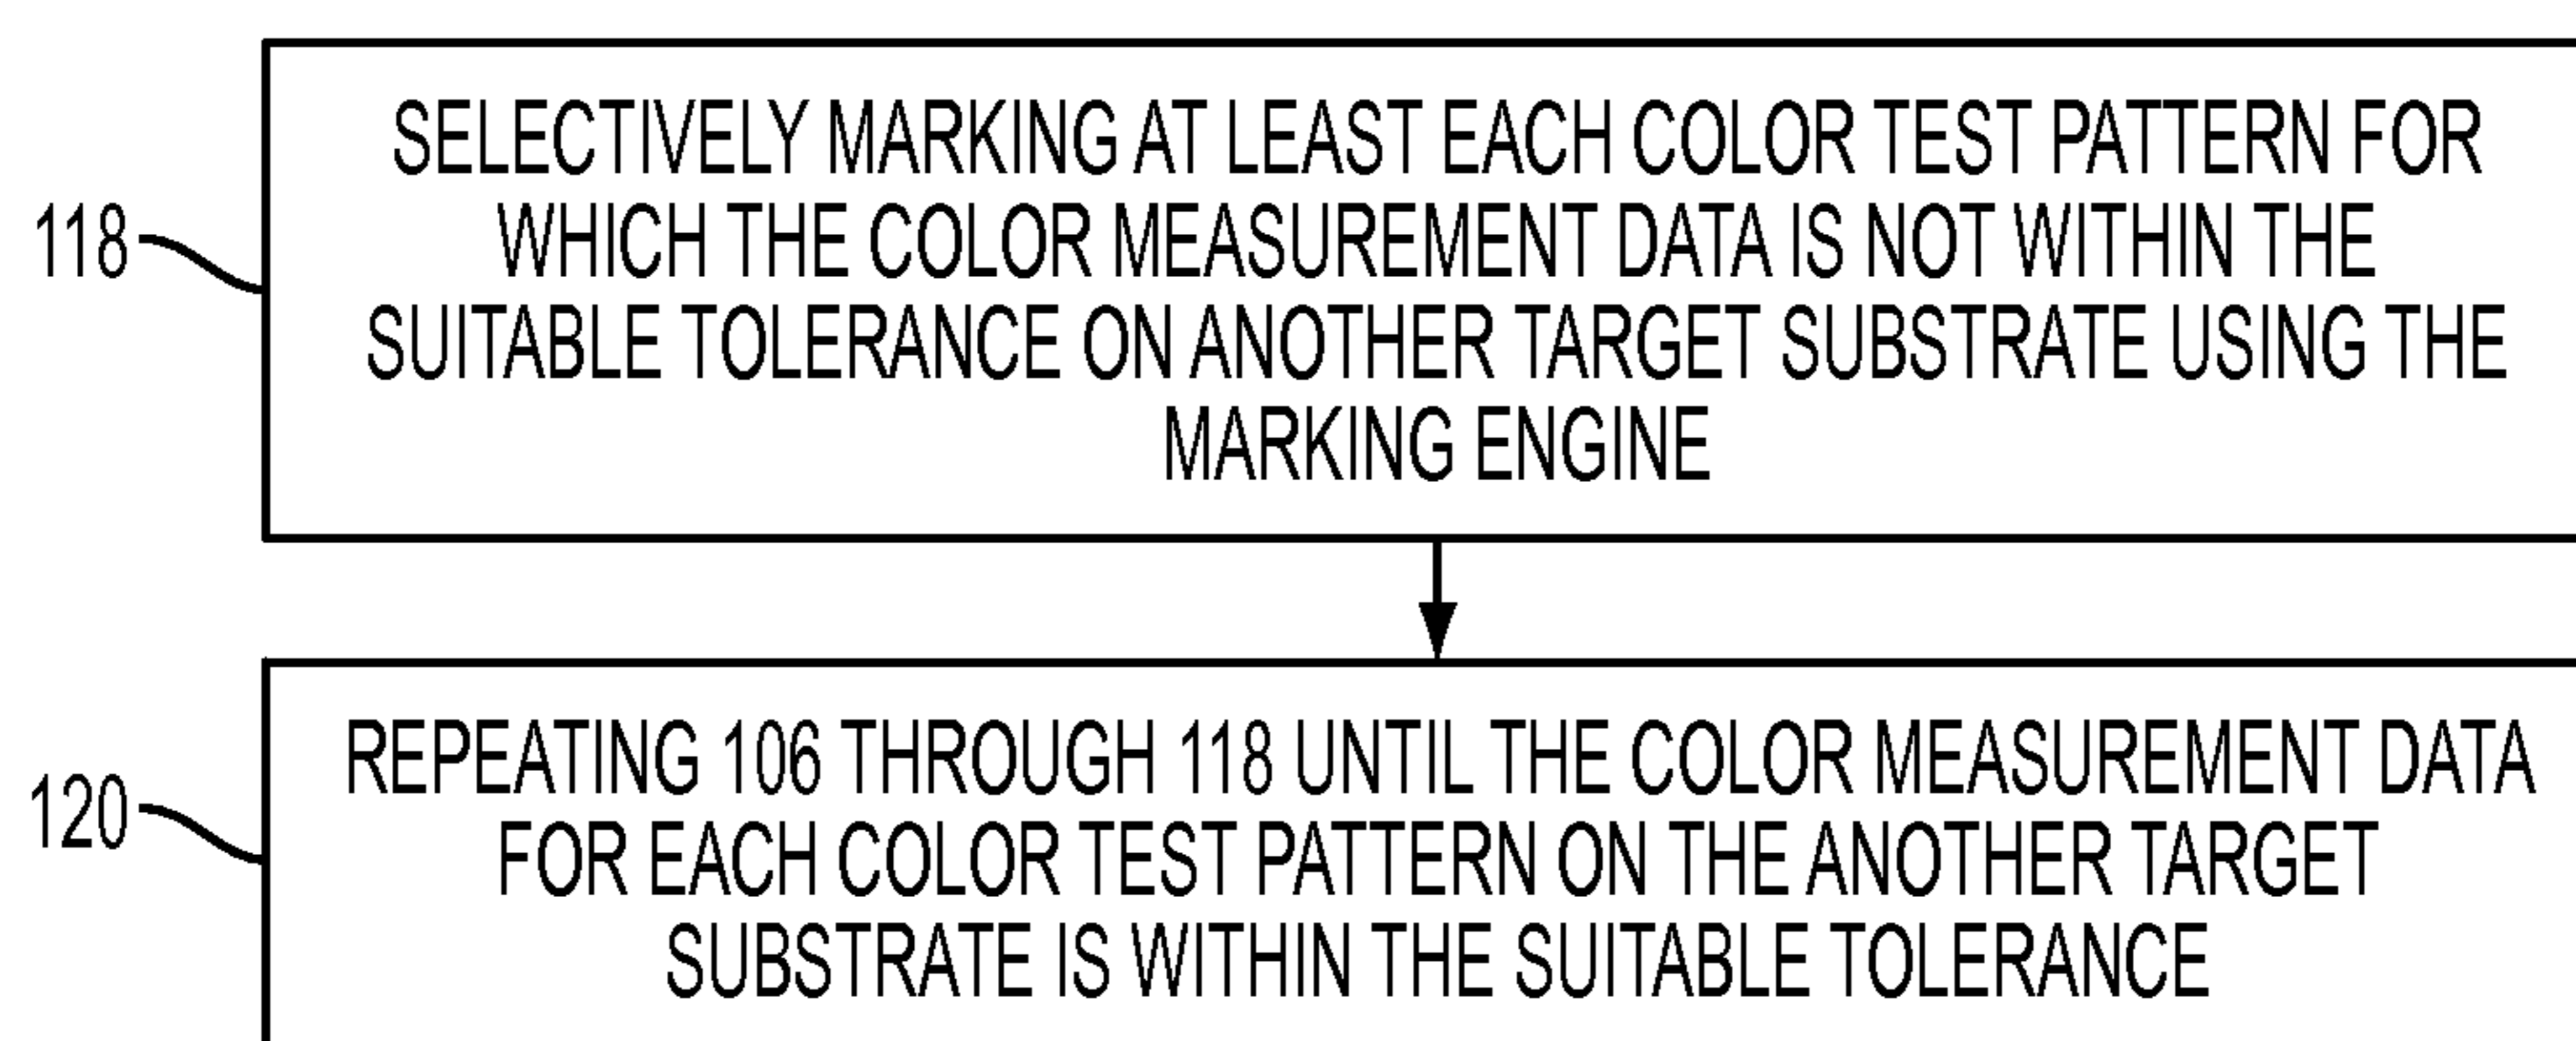 SELECTIVELY MARKING AT LEAST EACH COLOR TEST PATTERN FOR
WHICH THE COLOR MEASUREMENT DATA IS NOT WITHIN THE
118
SUITABLE TOLERANCE ON ANOTHER TARGET SUBSTRATE USING THE
MARKING ENGINE
REPEATING 106 THROUGH 118 UNTIL THE COLOR MEASUREMENT DATA
120
FOR EACH COLOR TEST PATTERN ON THE ANOTHER TARGET
SUBSTRATE IS WITHIN THE SUITABLE TOLERANCE